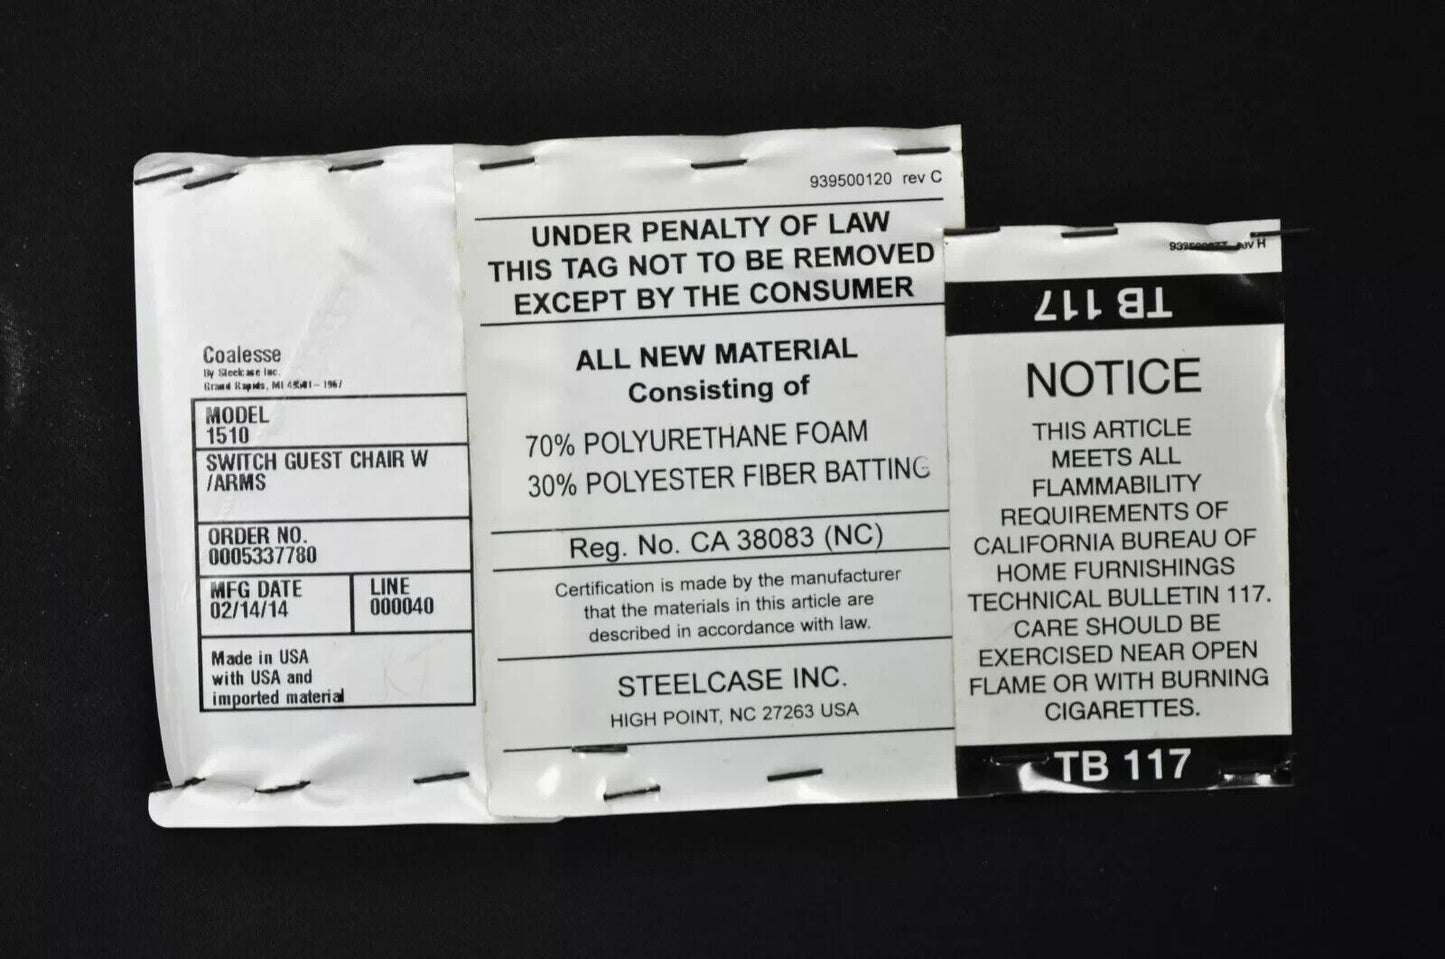 Coalesse
By Steelcase Inc.
Grand Rapids, MI 49501-1967
MODEL
1510
SWITCH GUEST CHAIR W
/ARMS
ORDER NO.
0005337780
MFG DATE
02/14/14
LINE
000040
Made in USA
with USA and
imported material
939500120 rev C
UNDER PENALTY OF LAW
THIS TAG NOT TO BE REMOVED
EXCEPT BY THE CONSUMER
ALL NEW MATERIAL
Consisting of
70% POLYURETHANE FOAM
30% POLYESTER FIBER BATTING
Reg. No. CA 38083 (NC)
Certification is made by the manufacturer
that the materials in this article are
described in accordance with law.
STEELCASE INC.
HIGH POINT, NC 27263 USA
rev H
TB 117
NOTICE
THIS ARTICLE
MEETS ALL
FLAMMABILITY
REQUIREMENTS OF
CALIFORNIA BUREAU OF
HOME FURNISHINGS
TECHNICAL BULLETIN 117.
CARE SHOULD BE
EXERCISED NEAR OPEN
FLAME OR WITH BURNING
CIGARETTES.
TB 117